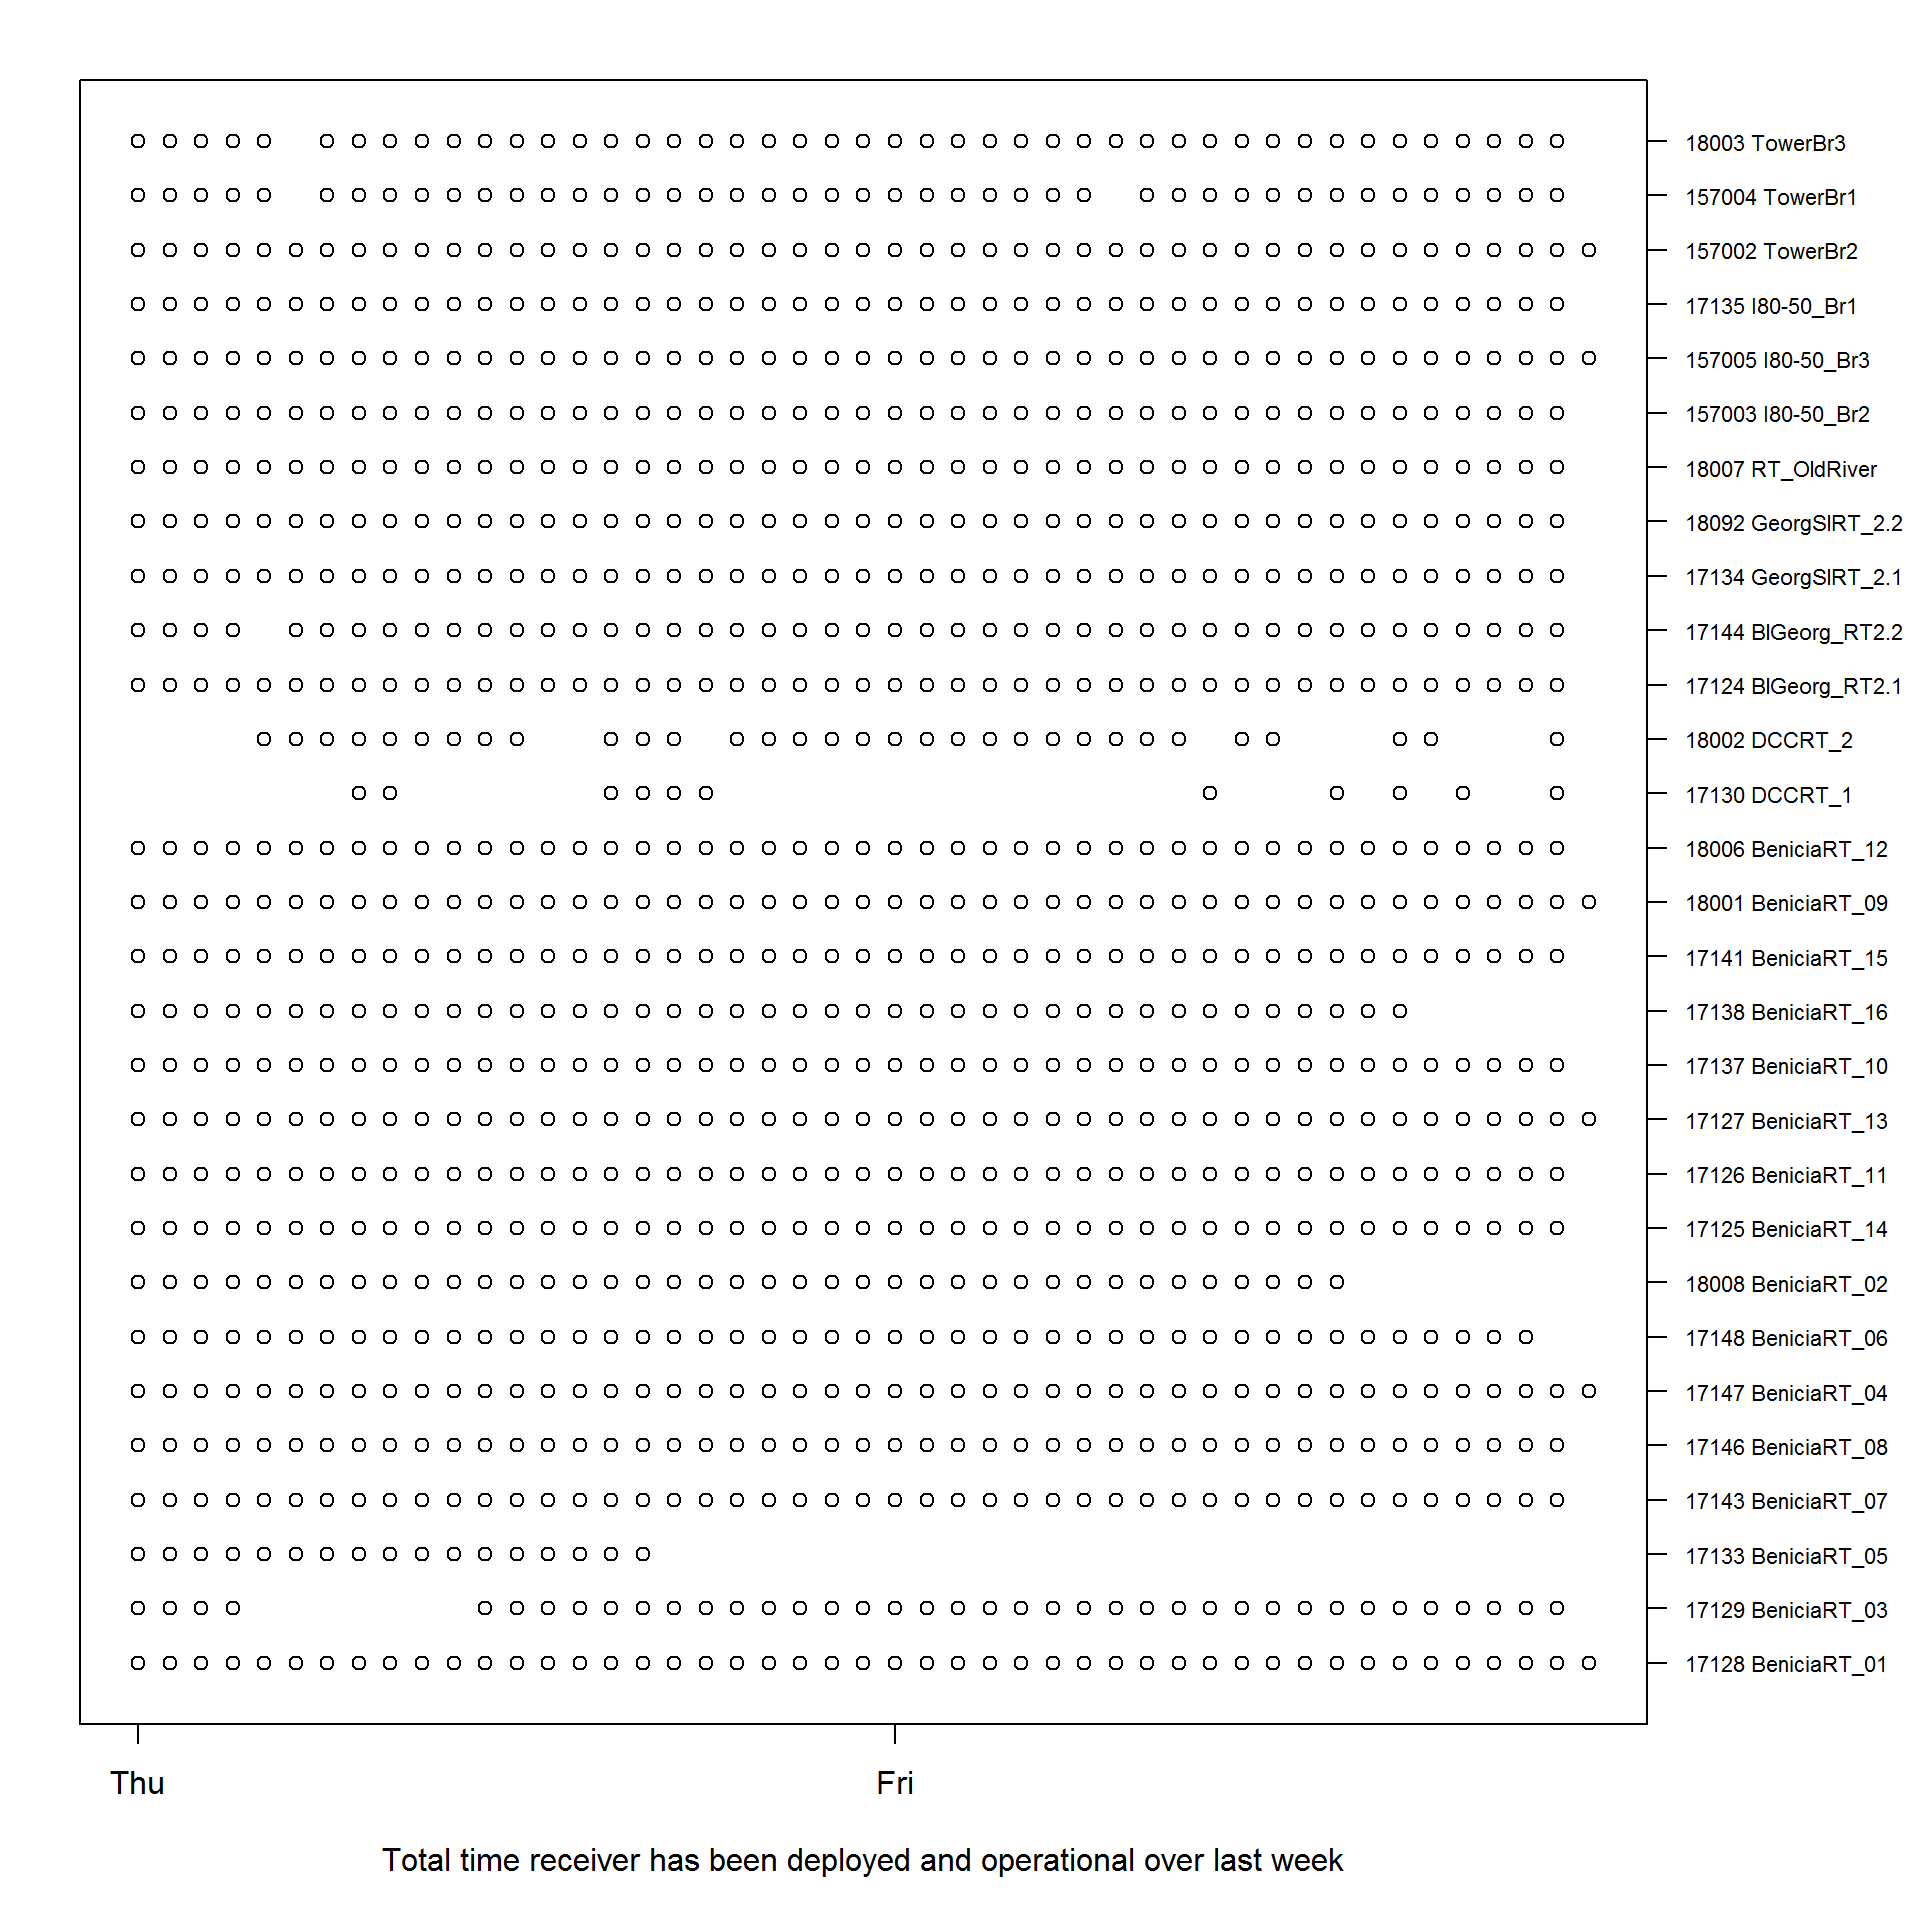 18003 TowerBr3
157004 TowerBr1
157002 TowerBr2
17135 I80-50_Br1
157005 I80-50_Br3
157003 I80-50_Br2
18007 RT_OldRiver
18092 GeorgSlRT_2.2
17134 GeorgSlRT_2.1
17144 BlGeorg_RT2.2
17124 BlGeorg_RT2.1
18002 DCCRT_2
17130 DCCRT_1
18006 BeniciaRT_12
18001 BeniciaRT_09
17141 BeniciaRT_15
17138 BeniciaRT_16
17137 BeniciaRT_10
17127 BeniciaRT_13
17126 BeniciaRT_11
17125 BeniciaRT_14
18008 BeniciaRT_02
17148 BeniciaRT_06
17147 BeniciaRT_04
17146 BeniciaRT_08
17143 BeniciaRT_07
17133 BeniciaRT_05
17129 BeniciaRT_03
17128 BeniciaRT_01
Thu Fri
Total time receiver has been deployed and operational over last week